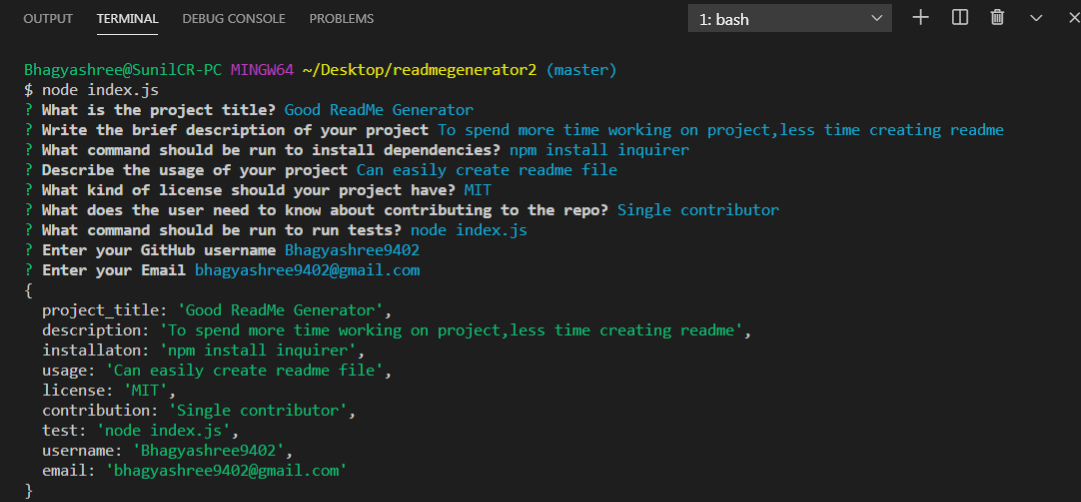 OUTPUT TERMINAL DEBUG CONSOLE PROBLEMS 1: bash
Bhagyashree@SunilCR-PC MINGW64 ~/Desktop/readmegenerator2 (master)
$ node index.js
? What is the project title? Good ReadMe Generator
? Write the brief description of your project To spend more time working on project,less time creating readme
? What command should be run to install dependencies? npm install inquirer
? Describe the usage of your project Can easily create readme file
? What kind of license should your project have? MIT
? What does the user need to know about contributing to the repo? Single contributor
? What command should be run to run tests? node index.js
? Enter your GitHub username Bhagyashree9402
? Enter your Email bhagyashree9402@gmail.com
{
  project_title: 'Good ReadMe Generator',
  description: 'To spend more time working on project,less time creating readme',
  installaton: 'npm install inquirer',
  usage: 'Can easily create readme file',
  license: 'MIT',
  contribution: 'Single contributor',
  test: 'node index.js',
  username: 'Bhagyashree9402',
  email: 'bhagyashree9402@gmail.com'
}